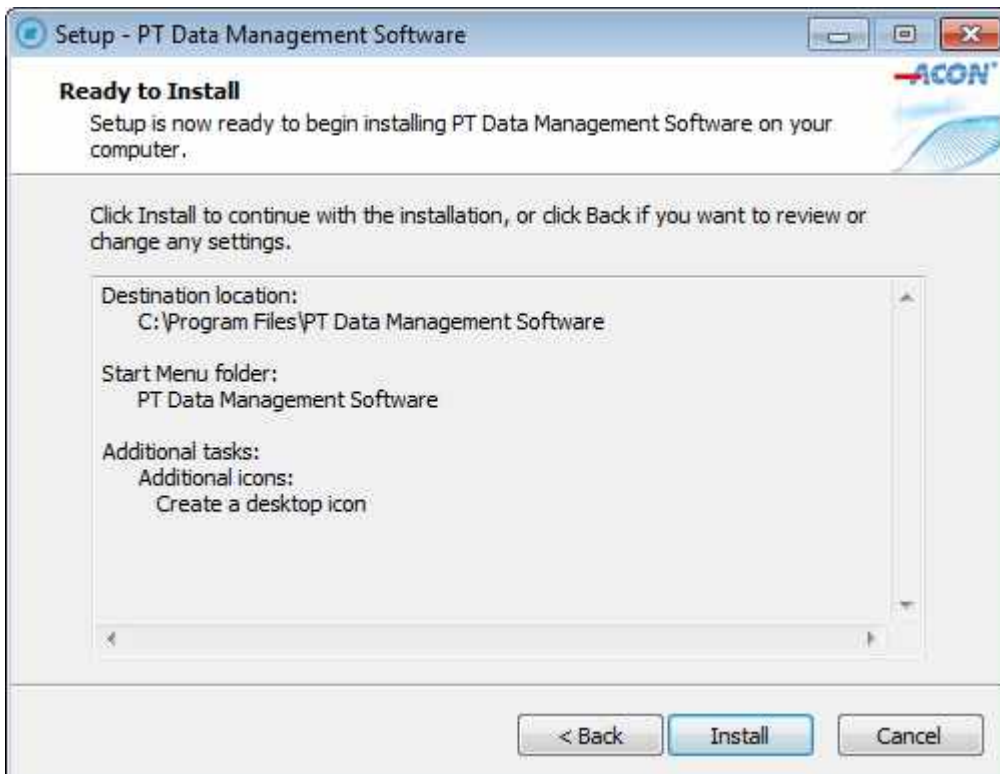 Setup - PT Data Management Software
ACON®
Ready to Install
Setup is now ready to begin installing PT Data Management Software on your
computer.
Click Install to continue with the installation, or click Back if you want to review or
change any settings.
Destination location:
C:\Program Files\PT Data Management Software
Start Menu folder:
PT Data Management Software
Additional tasks:
Additional icons:
Create a desktop icon
< Back
Install
Cancel